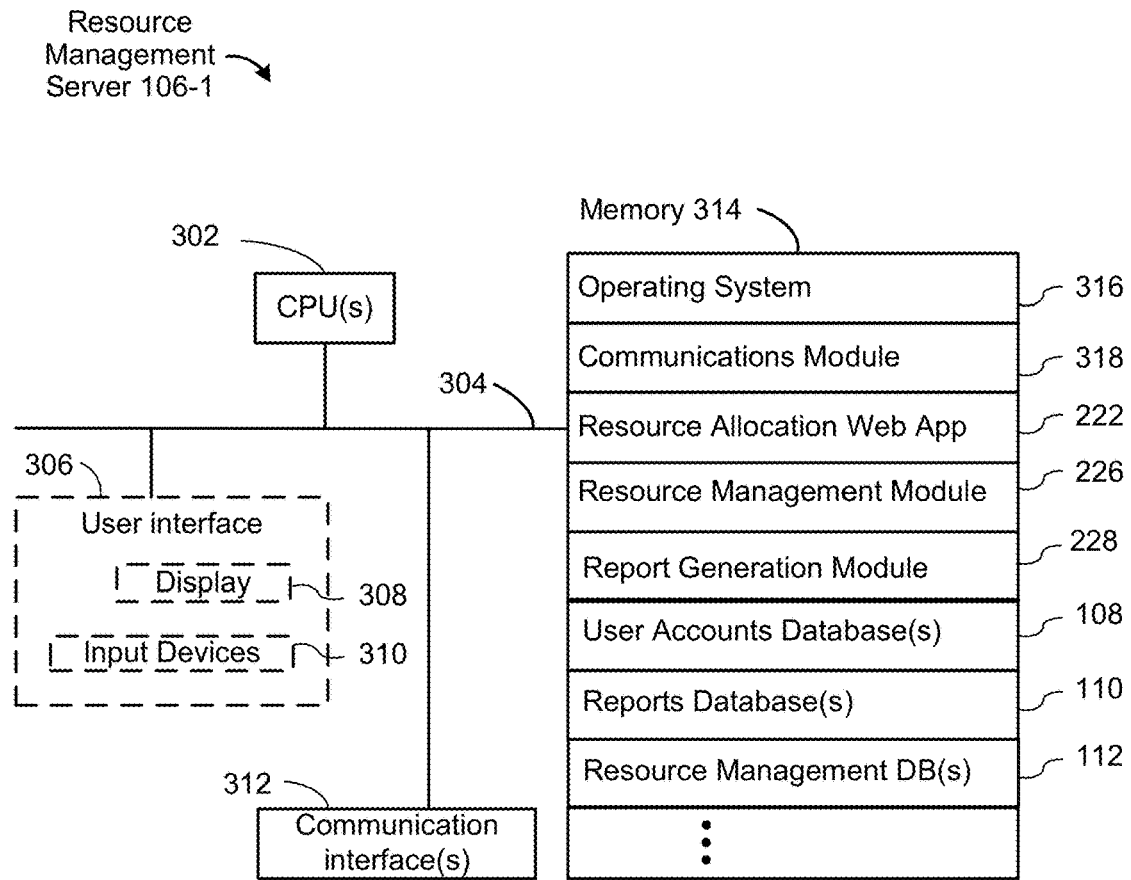 Resource
Management
Server 106-1
Memory 314
302
CPU(s)
304
Operating System
316
Communications Module
318
Resource Allocation Web App
222
Resource Management Module
226
Report Generation Module
228
User Accounts Database(s)
108
Reports Database(s)
110
Resource Management DB(s)
112
306
User interface
Display
308
Input Devices
310
312
Communication
interface(s)